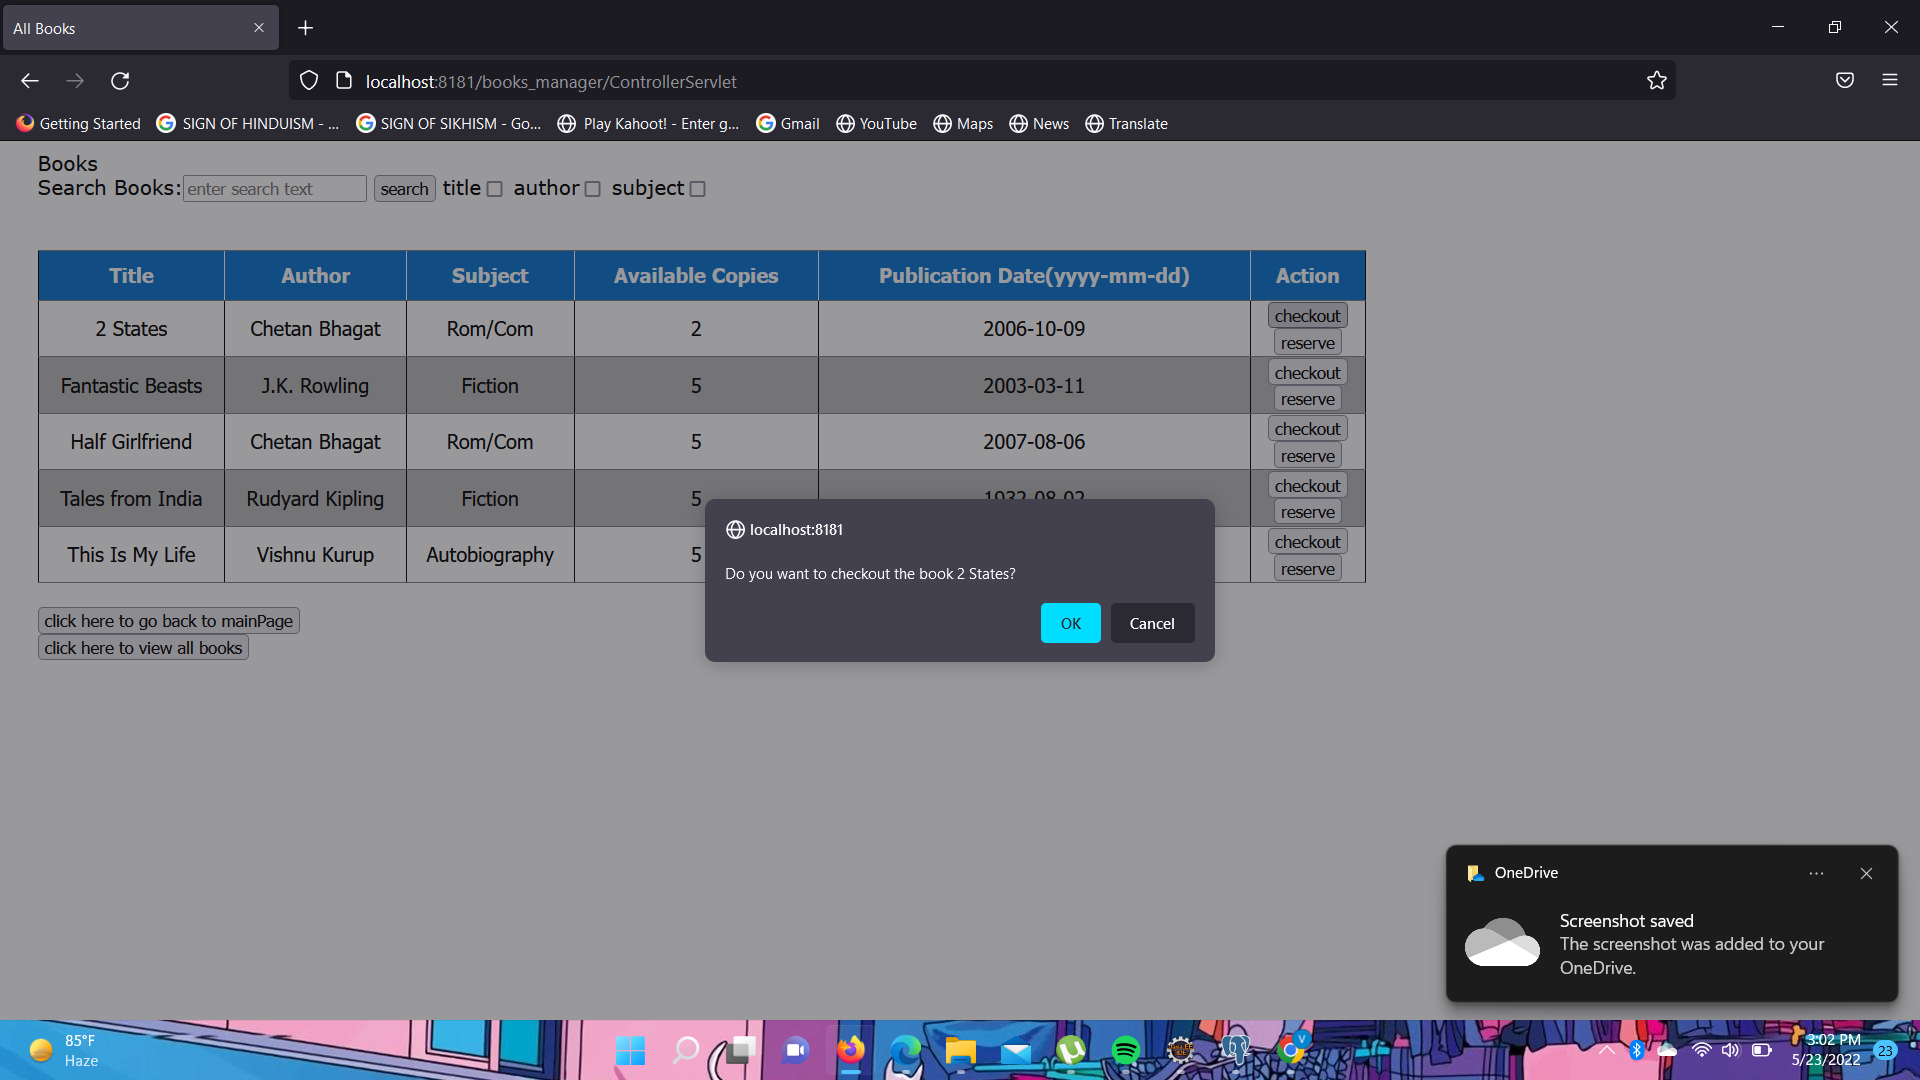 All Books
localhost:8181/books_manager/ControllerServlet
Getting Started SIGN OF HINDUISM - ... SIGN OF SIKHISM - Go... Play Kahoot! - Enter g... Gmail YouTube Maps News Translate
Books
Search Books: enter search text search title author subject
Title Author Subject Available Copies Publication Date(yyyy-mm-dd) Action
2 States Chetan Bhagat Rom/Com 2 2006-10-09 checkout
reserve
Fantastic Beasts J.K. Rowling Fiction 5 2003-03-11 checkout
reserve
Half Girlfriend Chetan Bhagat Rom/Com 5 2007-08-06 checkout
reserve
Tales from India Rudyard Kipling Fiction 5 1932-08-02 checkout
reserve
This Is My Life Vishnu Kurup Autobiography 5 checkout
reserve
localhost:8181
Do you want to checkout the book 2 States?
OK Cancel
click here to go back to mainPage
click here to view all books
OneDrive
Screenshot saved
The screenshot was added to your
OneDrive.
85°F
Haze
3:02 PM
5/23/2022
23